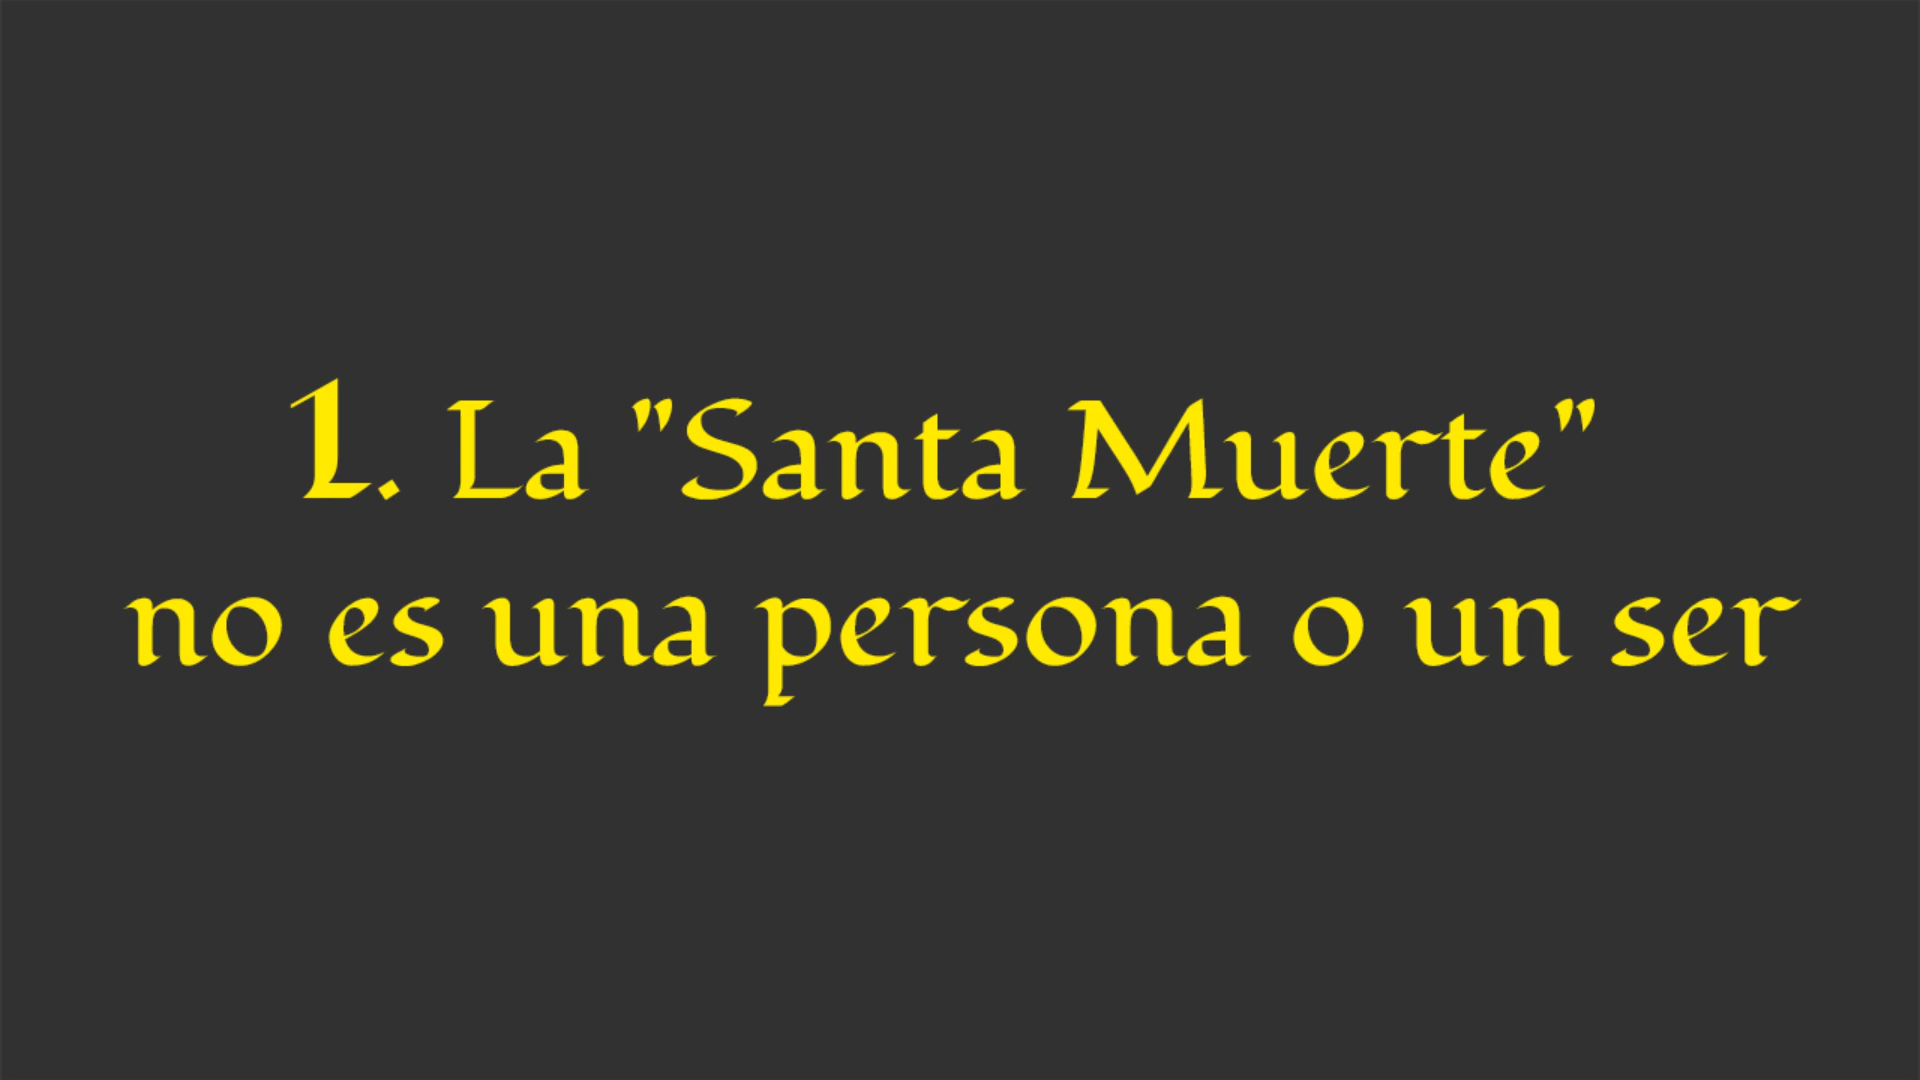 1. La "Santa Muerte"
no es una persona o un ser